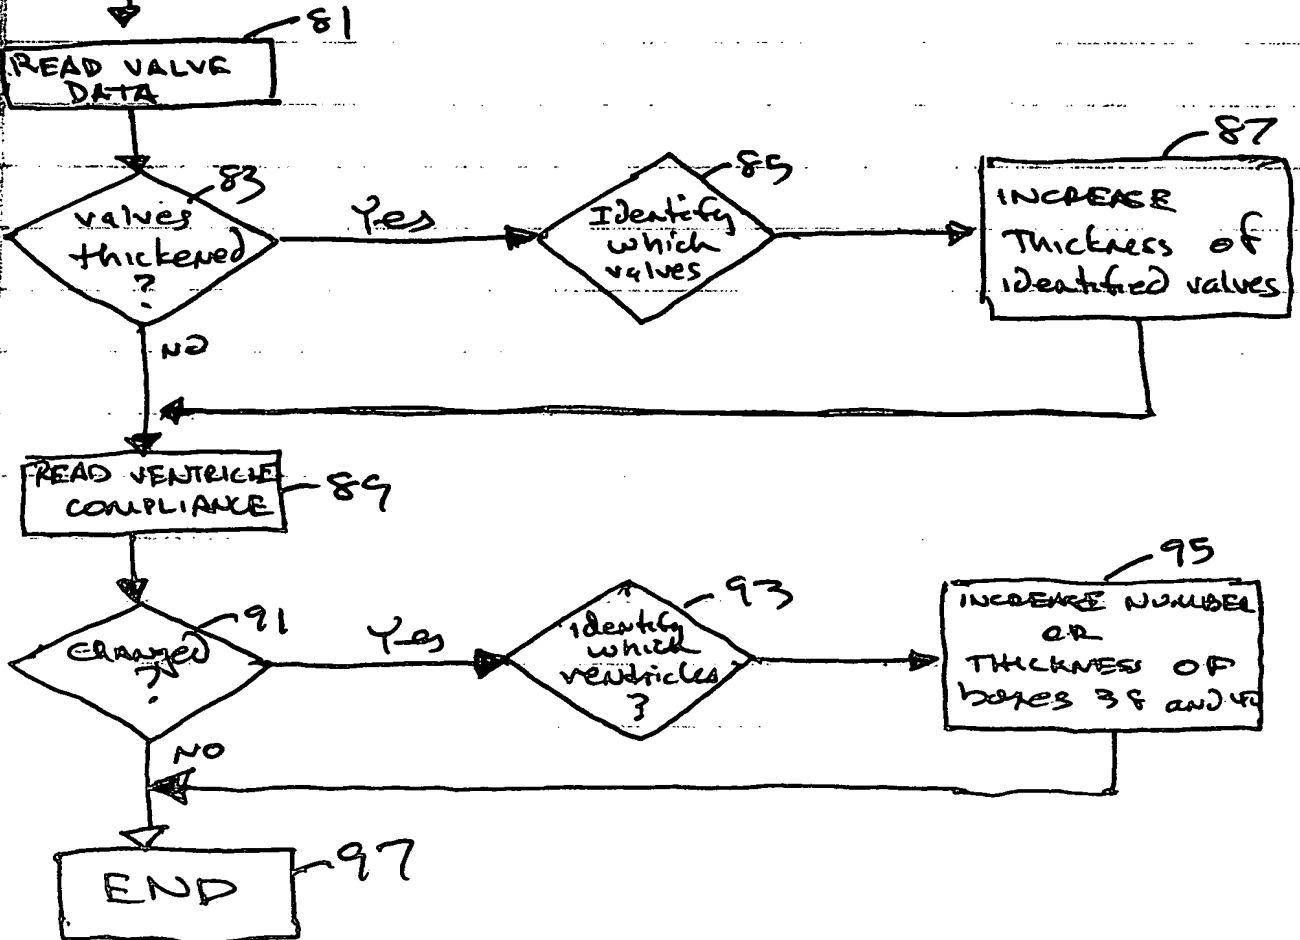 81
READ VALVE
DATA
83
valves
thickened
?
Yes
85
Identify
which
valves
87
INCREASE
Thickness of
identified valves
NO
READ VENTRICLE
COMPLIANCE
89
91
changed
?
Yes
93
identify
which
ventricles
?
95
INCREASE NUMBER
OR
THICKNESS OF
boxes 38 and
NO
END
97